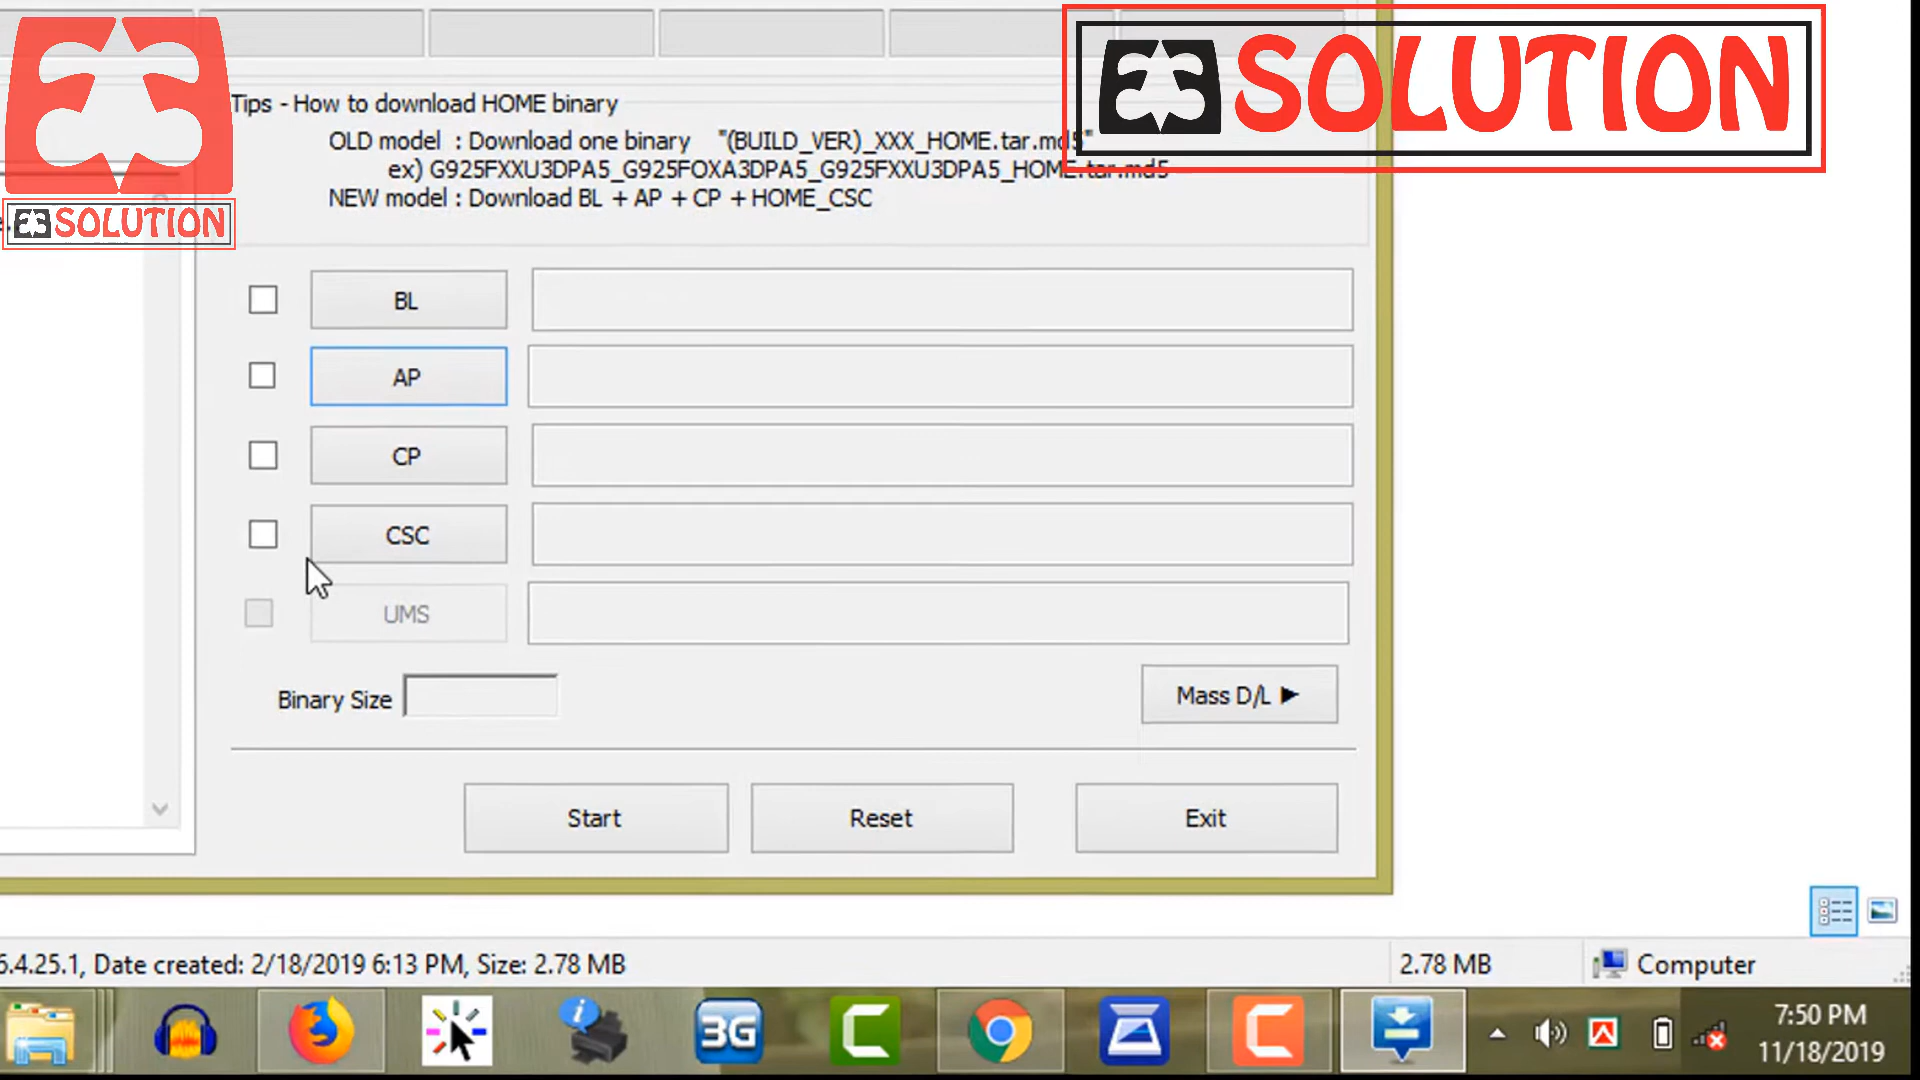 SOLUTION
SOLUTION
Tips - How to download HOME binary
OLD model : Download one binary "(BUILD_VER)_XXX_HOME.tar.md5"
ex) G925FXXU3DPA5_G925FOXA3DPA5_G925FXXU3DPA5_HOME.tar.md5
NEW model : Download BL + AP + CP + HOME_CSC
BL
AP
CP
CSC
UMS
Binary Size
Mass D/L ►
Start
Reset
Exit
6.4.25.1, Date created: 2/18/2019 6:13 PM, Size: 2.78 MB
2.78 MB
Computer
3G
7:50 PM
11/18/2019